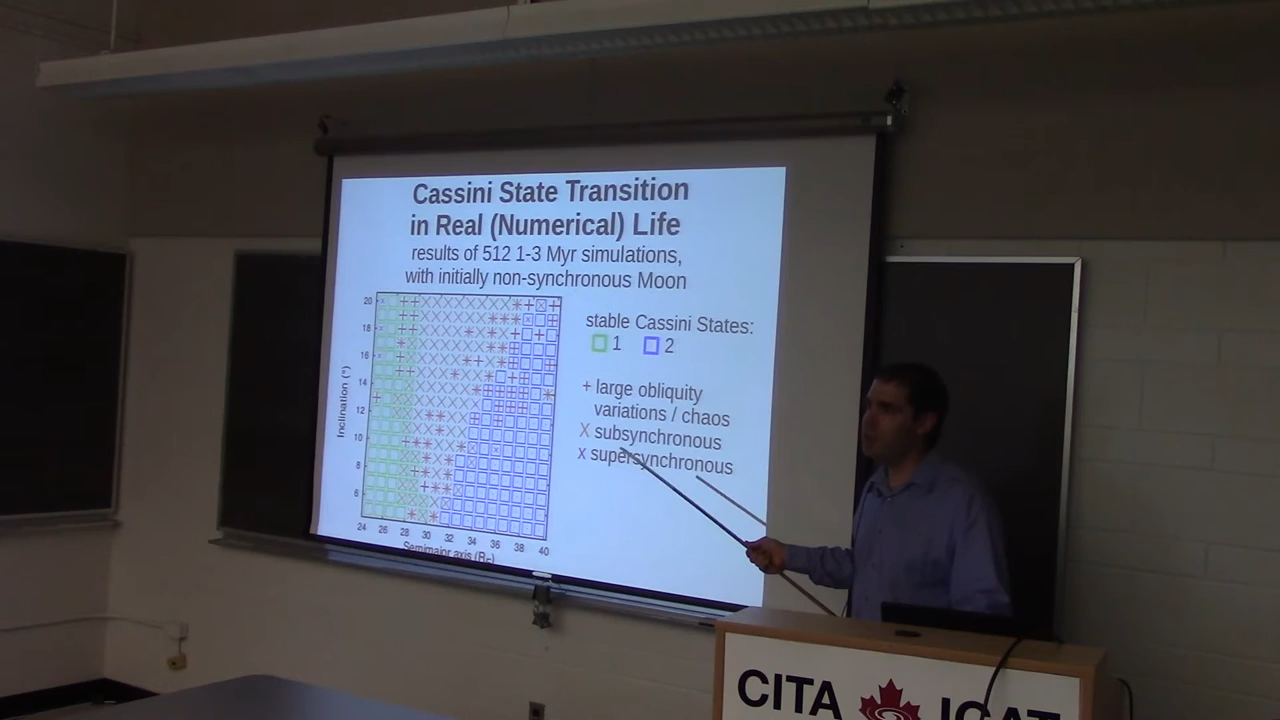 Cassini State Transition
in Real (Numerical) Life
results of 512 1-3 Myr simulations,
with initially non-synchronous Moon
20
18
16
14
12
10
8
6
Inclination (°)
24 26 28 30 32 34 36 38 40
Semimajor axis (RE)
stable Cassini States:
1 2
+ large obliquity
variations / chaos
X subsynchronous
x supersynchronous
CITA ICAT